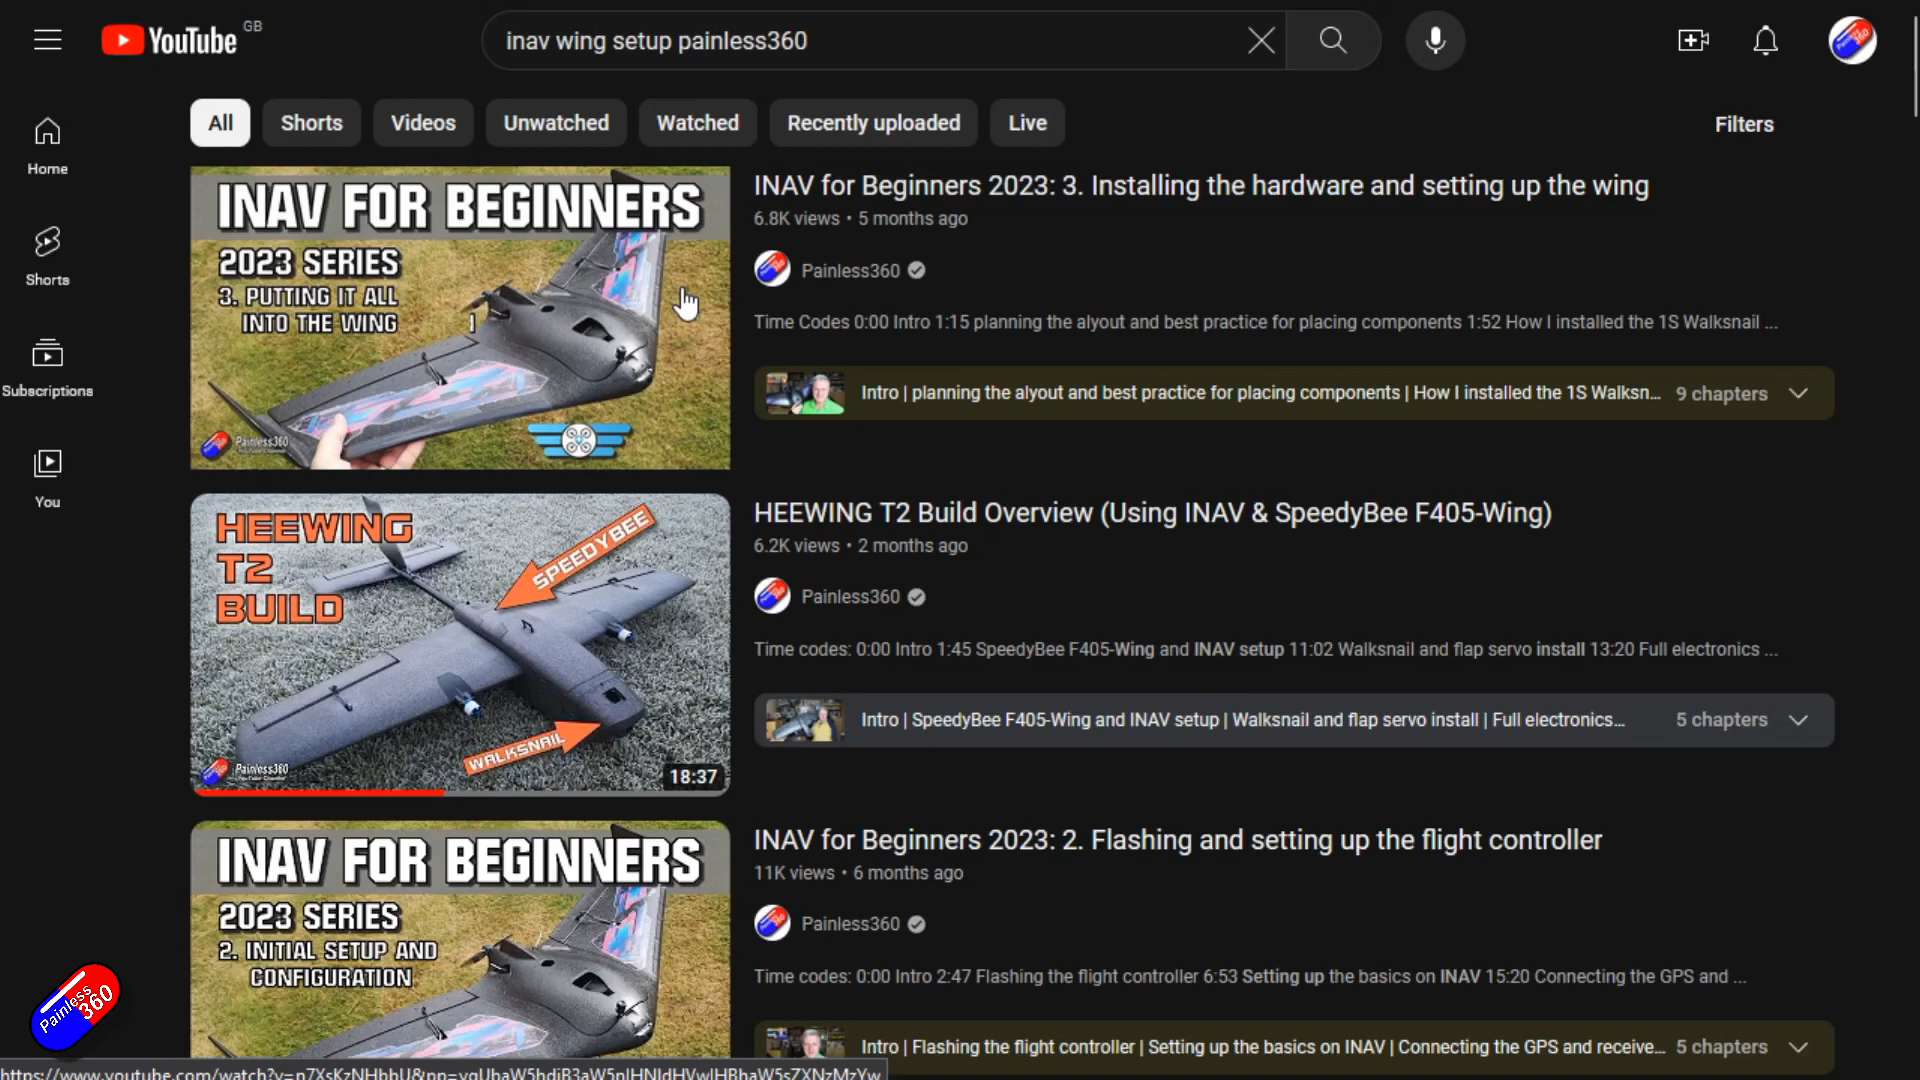 YouTube GB
inav wing setup painless360
All Shorts Videos Unwatched Watched Recently uploaded Live Filters
Home
Shorts
Subscriptions
You
INAV FOR BEGINNERS
2023 SERIES
3. PUTTING IT ALL
INTO THE WING
Painless360
INAV for Beginners 2023: 3. Installing the hardware and setting up the wing
6.8K views • 5 months ago
Painless360
Time Codes 0:00 Intro 1:15 planning the alyout and best practice for placing components 1:52 How I installed the 1S Walksnail ...
Intro | planning the alyout and best practice for placing components | How I installed the 1S Walksn... 9 chapters
HEEWING
T2
BUILD
SPEEDYBEE
WALKSNAIL
Painless360
18:37
HEEWING T2 Build Overview (Using INAV & SpeedyBee F405-Wing)
6.2K views • 2 months ago
Painless360
Time codes: 0:00 Intro 1:45 SpeedyBee F405-Wing and INAV setup 11:02 Walksnail and flap servo install 13:20 Full electronics ...
Intro | SpeedyBee F405-Wing and INAV setup | Walksnail and flap servo install | Full electronics... 5 chapters
INAV FOR BEGINNERS
2023 SERIES
2. INITIAL SETUP AND
CONFIGURATION
INAV for Beginners 2023: 2. Flashing and setting up the flight controller
11K views • 6 months ago
Painless360
Time codes: 0:00 Intro 2:47 Flashing the flight controller 6:53 Setting up the basics on INAV 15:20 Connecting the GPS and ...
Intro | Flashing the flight controller | Setting up the basics on INAV | Connecting the GPS and receive... 5 chapters
Painless 360